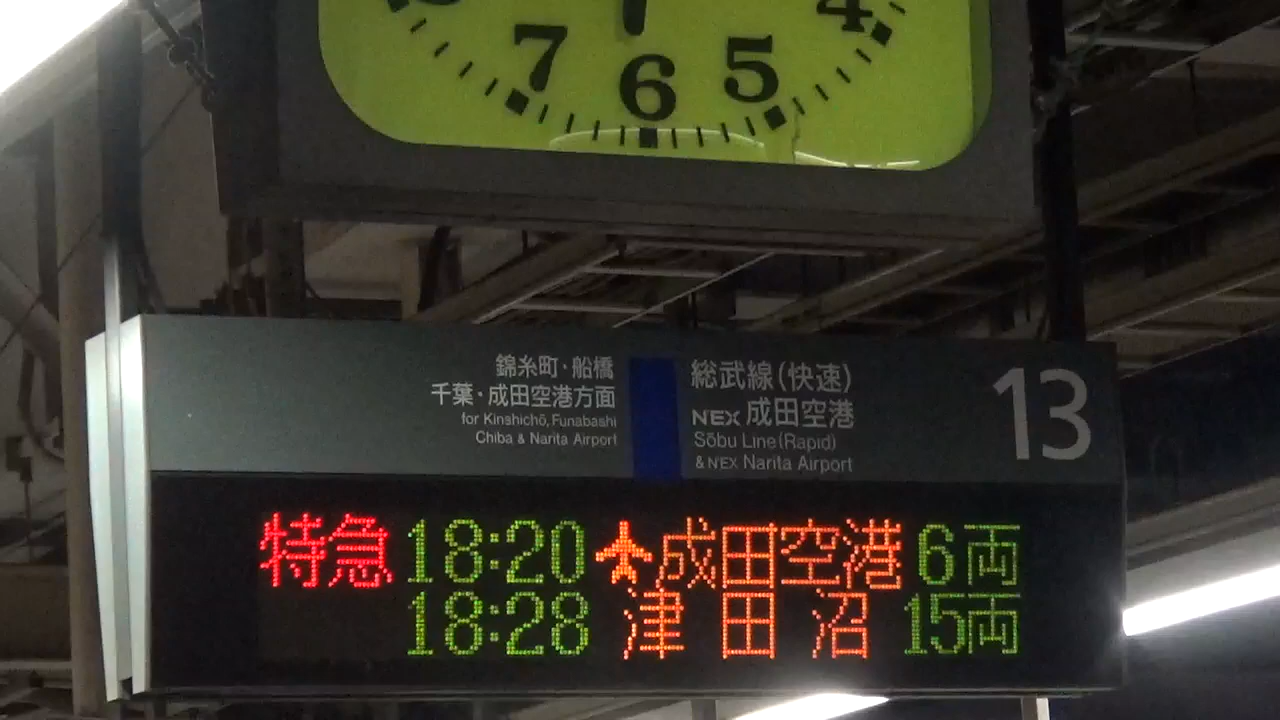 7 6 5 4
錦糸町・船橋
千葉・成田空港方面
for Kinshichō, Funabashi
Chiba & Narita Airport
総武線(快速)
NEX 成田空港
Sōbu Line(Rapid)
& NEX Narita Airport
13
特急 18:20 成田空港 6両
18:28 津田沼 15両